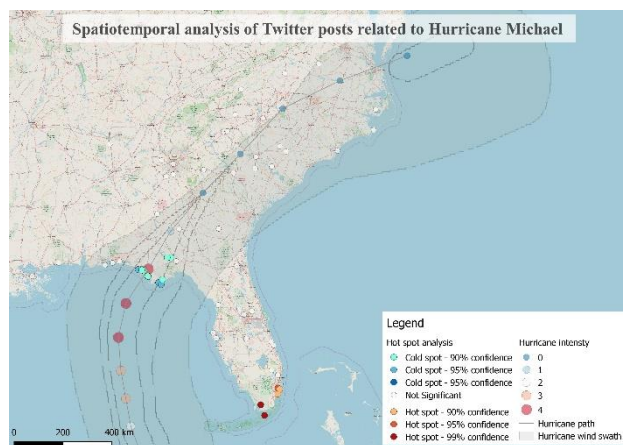 Spatiotemporal analysis of Twitter posts related to Hurricane Michael
Legend
Hot spot analysis
Cold spot - 90% confidence
Cold spot - 95% confidence
Cold spot - 95% confidence
Not Significant
Hot spot - 90% confidence
Hot spot - 95% confidence
Hot spot - 99% confidence
Hurricane intensty
0
1
2
3
4
Hurricane path
Hurricane wind swath
0 200 400 km